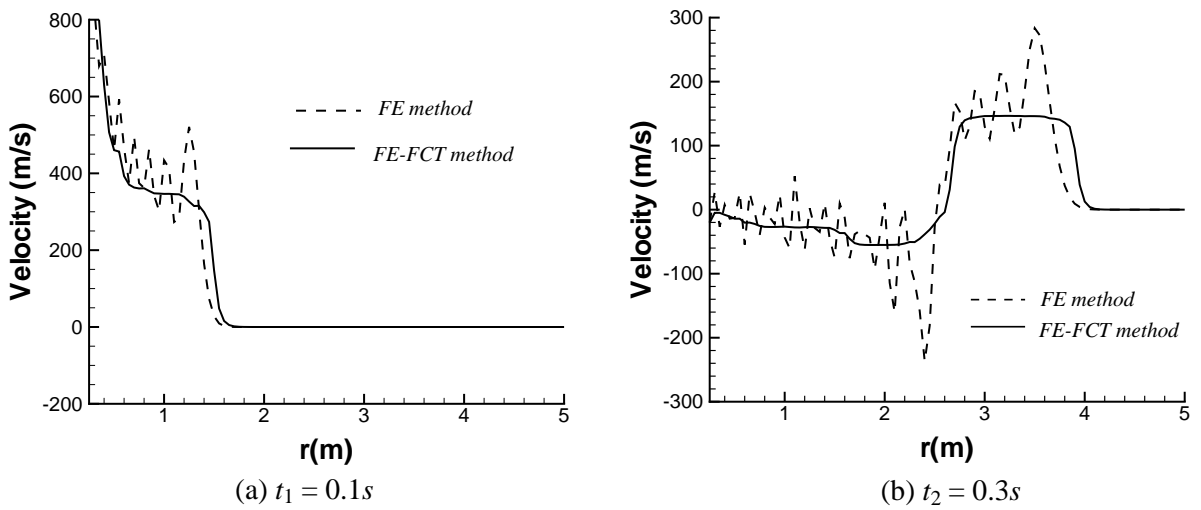 800
600
400
200
0
-200
Velocity (m/s)
1 2 3 4 5
r(m)
FE method
FE-FCT method
(a) t₁ = 0.1s
300
200
100
0
-100
-200
-300
Velocity (m/s)
1 2 3 4 5
r(m)
FE method
FE-FCT method
(b) t₂ = 0.3s